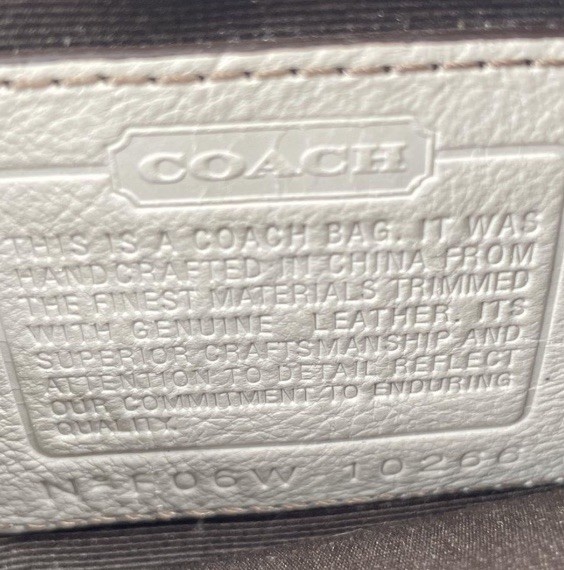 COACH
THIS IS A COACH BAG. IT WAS
HANDCRAFTED IN CHINA FROM
THE FINEST MATERIALS TRIMMED
WITH GENUINE LEATHER. ITS
SUPERIOR CRAFTSMANSHIP AND
ATTENTION TO DETAIL REFLECT
OUR COMMITMENT TO ENDURING
QUALITY.
Nº F06W 10266